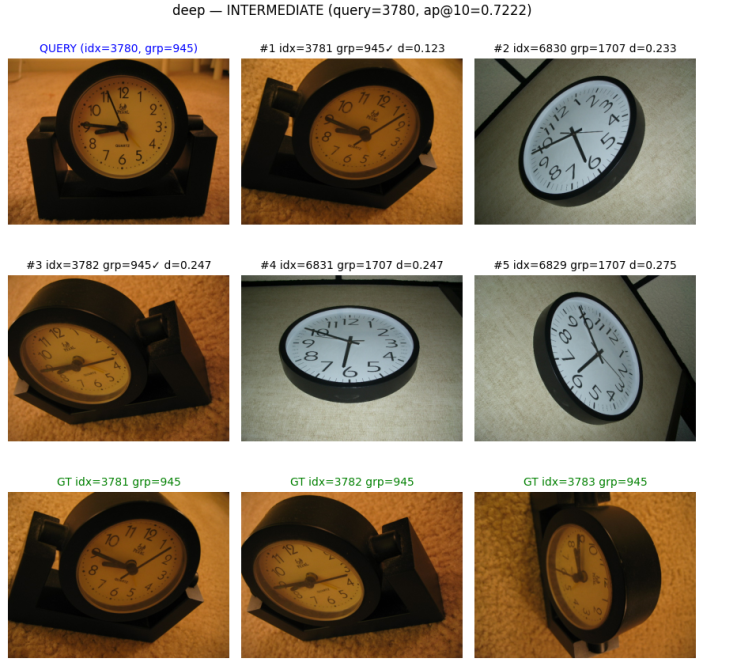 deep — INTERMEDIATE (query=3780, ap@10=0.7222)
QUERY (idx=3780, grp=945)
#1 idx=3781 grp=945✓ d=0.123
#2 idx=6830 grp=1707 d=0.233
#3 idx=3782 grp=945✓ d=0.247
#4 idx=6831 grp=1707 d=0.247
#5 idx=6829 grp=1707 d=0.275
GT idx=3781 grp=945
GT idx=3782 grp=945
GT idx=3783 grp=945